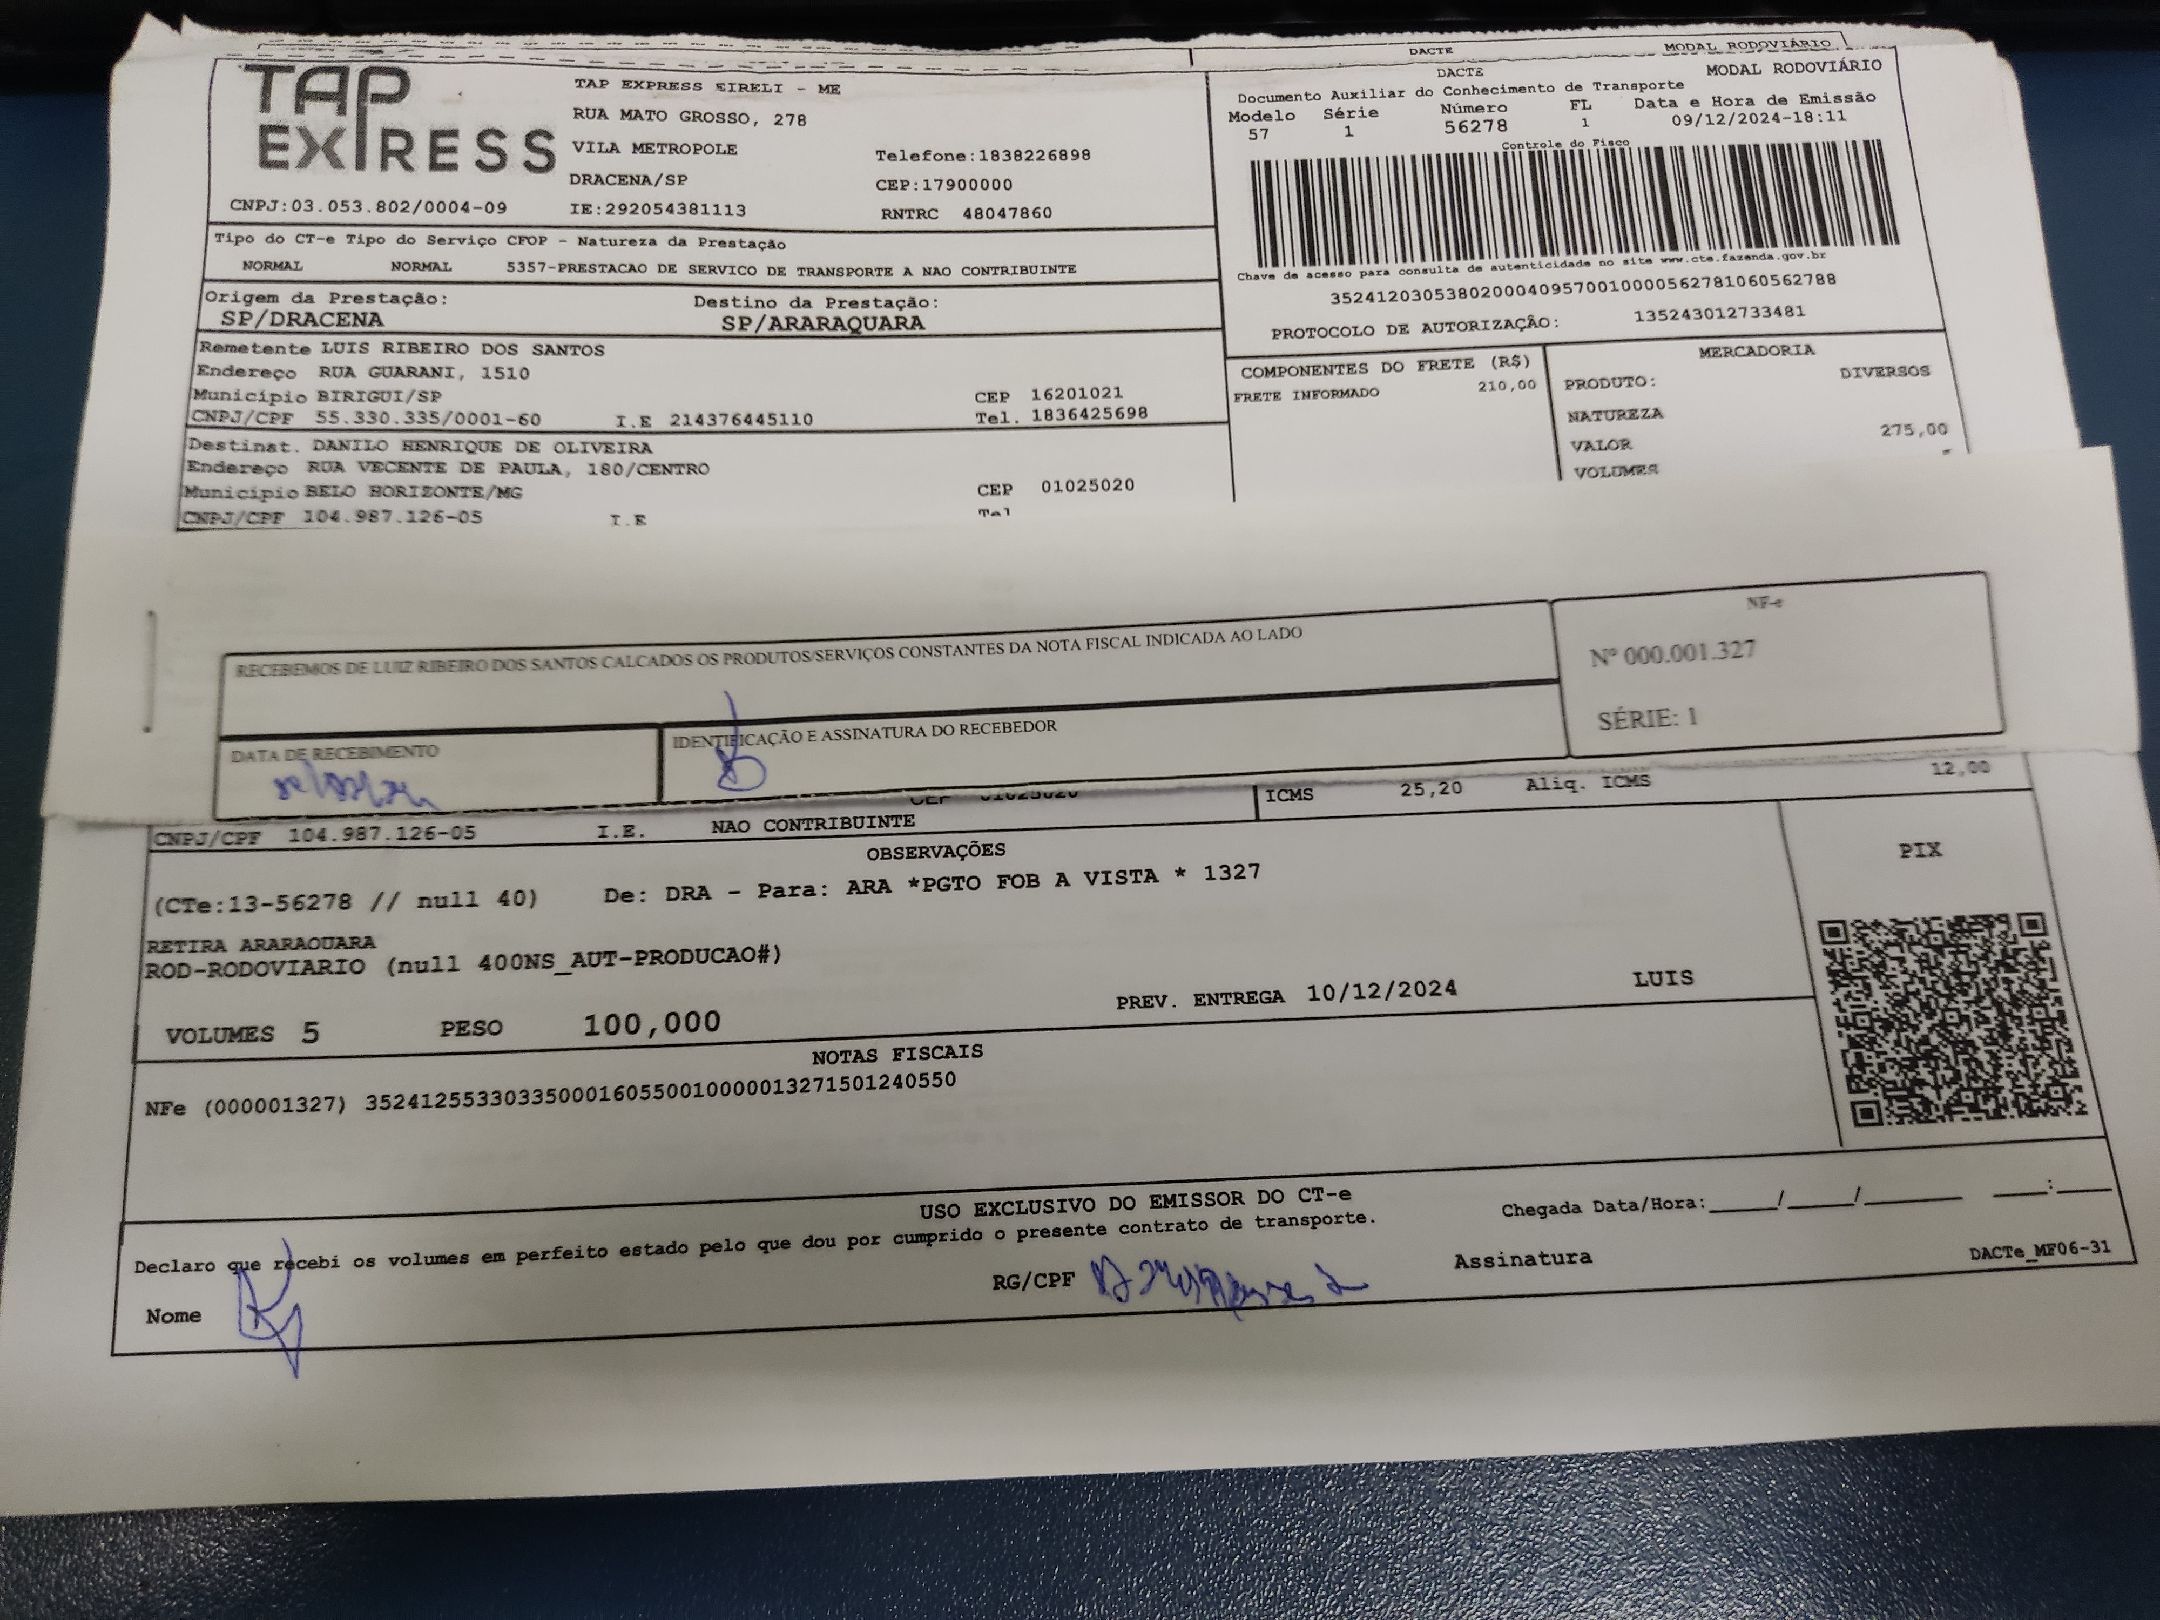 DACTE MODAL RODOVIÁRIO
TAP EXPRESS
TAP EXPRESS EIRELI - ME
RUA MATO GROSSO, 278
VILA METROPOLE Telefone:1838226898
DRACENA/SP CEP:17900000
CNPJ:03.053.802/0004-09 IE:292054381113 RNTRC 48047860
DACTE MODAL RODOVIÁRIO
Documento Auxiliar do Conhecimento de Transporte
Modelo Série Número FL Data e Hora de Emissão
57 1 56278 1 09/12/2024-18:11
Controle do Fisco
Chave de acesso para consulta de autenticidade no site www.cte.fazenda.gov.br
35241203053802000409570010000562781060562788
PROTOCOLO DE AUTORIZAÇÃO: 135243012733481
Tipo do CT-e Tipo do Serviço CFOP - Natureza da Prestação
NORMAL NORMAL 5357-PRESTACAO DE SERVICO DE TRANSPORTE A NAO CONTRIBUINTE
Origem da Prestação: Destino da Prestação:
SP/DRACENA SP/ARARAQUARA
Remetente LUIS RIBEIRO DOS SANTOS
Endereço RUA GUARANI, 1510
Município BIRIGUI/SP CEP 16201021
CNPJ/CPF 55.330.335/0001-60 I.E 214376445110 Tel. 1836425698
Destinat. DANILO HENRIQUE DE OLIVEIRA
Endereço RUA VECENTE DE PAULA, 180/CENTRO
Município BELO HORIZONTE/MG CEP 01025020
CNPJ/CPF 104.987.126-05 I.E Tel
COMPONENTES DO FRETE (R$)
FRETE INFORMADO 210,00
MERCADORIA
PRODUTO: DIVERSOS
NATUREZA
VALOR 275,00
VOLUMES
RECEBEMOS DE LUIZ RIBEIRO DOS SANTOS CALCADOS OS PRODUTOS/SERVIÇOS CONSTANTES DA NOTA FISCAL INDICADA AO LADO
DATA DE RECEBIMENTO
IDENTIFICAÇÃO E ASSINATURA DO RECEBEDOR
NF-e
Nº 000.001.327
SÉRIE: 1
CEP 01025020
ICMS 25,20 Aliq. ICMS 12,00
CNPJ/CPF 104.987.126-05 I.E. NAO CONTRIBUINTE
OBSERVAÇÕES
(CTe:13-56278 // null 40) De: DRA - Para: ARA *PGTO FOB A VISTA * 1327
RETIRA ARARAQUARA
ROD-RODOVIARIO (null 400NS_AUT-PRODUCAO#)
PREV. ENTREGA 10/12/2024 LUIS
VOLUMES 5 PESO 100,000
PIX
NOTAS FISCAIS
NFe (000001327) 35241255330335000160550010000013271501240550
USO EXCLUSIVO DO EMISSOR DO CT-e
Declaro que recebi os volumes em perfeito estado pelo que dou por cumprido o presente contrato de transporte.
Chegada Data/Hora:_____/_____/_______ ____:____
Nome RG/CPF Assinatura
DACTe_MF06-31